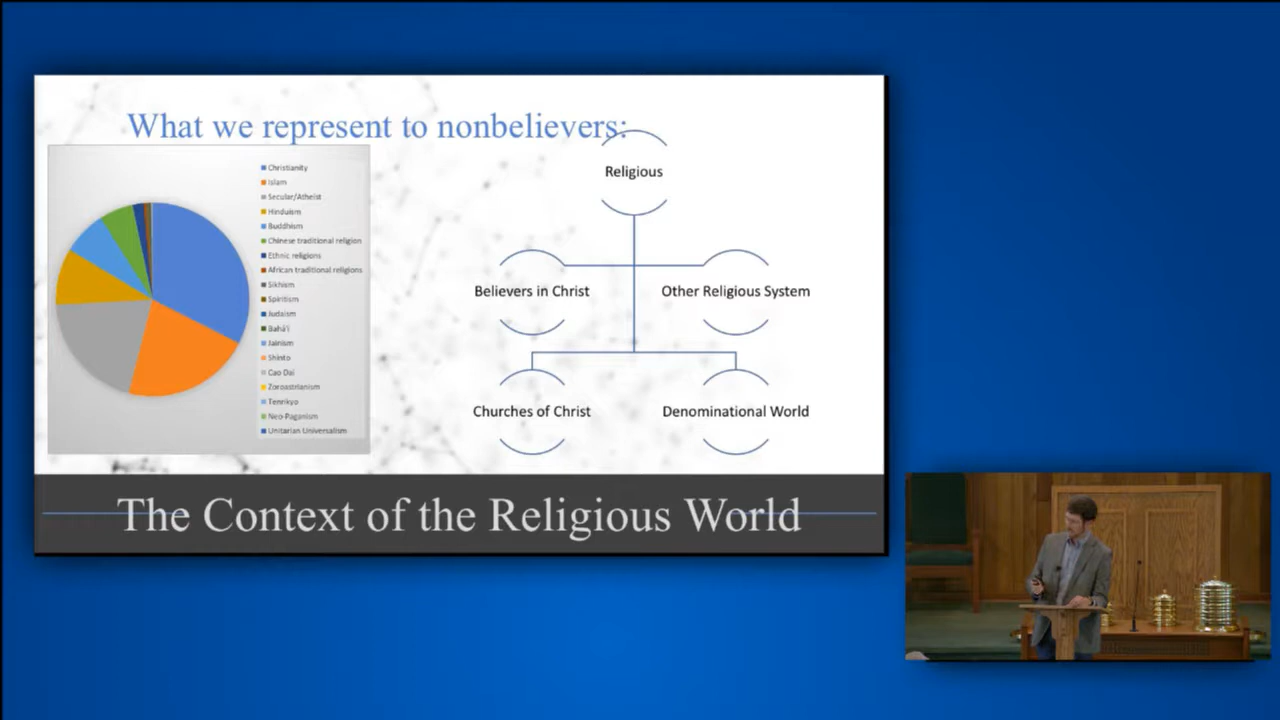 What we represent to nonbelievers:
Christianity
Islam
Secular/Atheist
Hinduism
Buddhism
Chinese traditional religion
Ethnic religions
African traditional religions
Sikhism
Spiritism
Judaism
Bahá'í
Jainism
Shinto
Cao Dai
Zoroastrianism
Tenrikyo
Neo-Paganism
Unitarian Universalism
Religious
Believers in Christ
Other Religious System
Churches of Christ
Denominational World
The Context of the Religious World